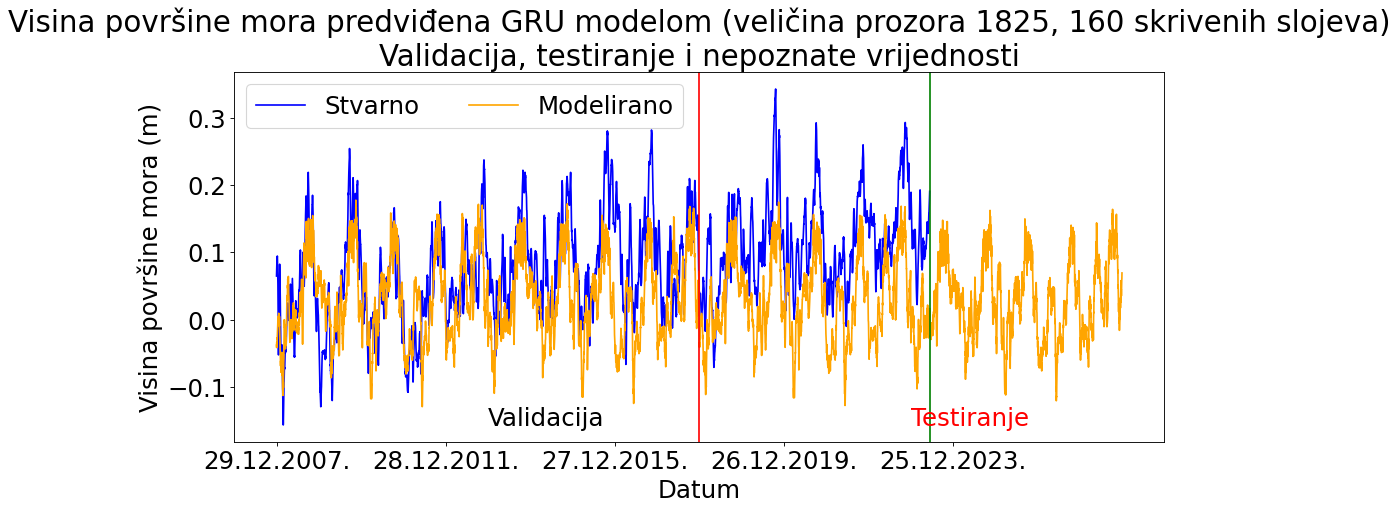 Visina površine mora predviđena GRU modelom (veličina prozora 1825, 160 skrivenih slojeva)
Validacija, testiranje i nepoznate vrijednosti
Stvarno
Modelirano
Visina površine mora (m)
0.3
0.2
0.1
0.0
−0.1
Validacija
Testiranje
29.12.2007.
28.12.2011.
27.12.2015.
26.12.2019.
25.12.2023.
Datum